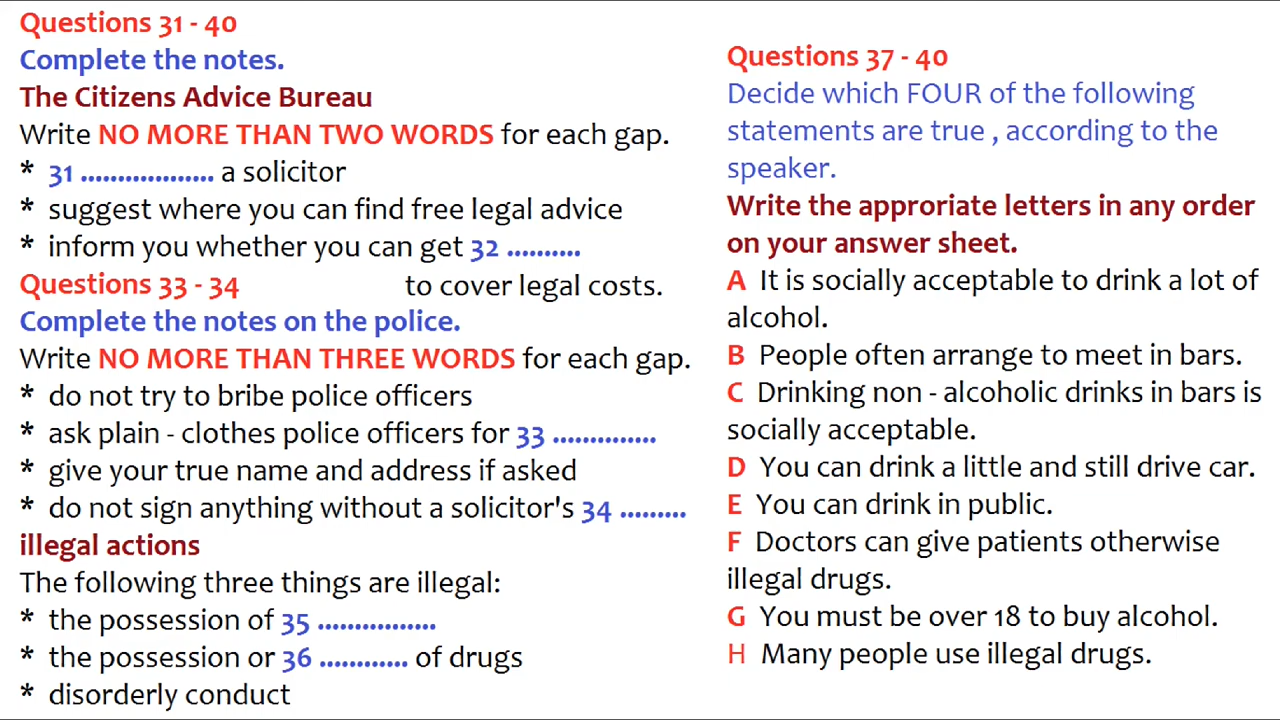 Questions 31 - 40
Complete the notes.
The Citizens Advice Bureau
Write NO MORE THAN TWO WORDS for each gap.
* 31 .................. a solicitor
* suggest where you can find free legal advice
* inform you whether you can get 32 ..........
to cover legal costs.
Questions 33 - 34
Complete the notes on the police.
Write NO MORE THAN THREE WORDS for each gap.
* do not try to bribe police officers
* ask plain - clothes police officers for 33 ..............
* give your true name and address if asked
* do not sign anything without a solicitor's 34 .........
illegal actions
The following three things are illegal:
* the possession of 35 ................
* the possession or 36 ............ of drugs
* disorderly conduct
Questions 37 - 40
Decide which FOUR of the following
statements are true , according to the
speaker.
Write the approriate letters in any order
on your answer sheet.
A It is socially acceptable to drink a lot of
alcohol.
B People often arrange to meet in bars.
C Drinking non - alcoholic drinks in bars is
socially acceptable.
D You can drink a little and still drive car.
E You can drink in public.
F Doctors can give patients otherwise
illegal drugs.
G You must be over 18 to buy alcohol.
H Many people use illegal drugs.